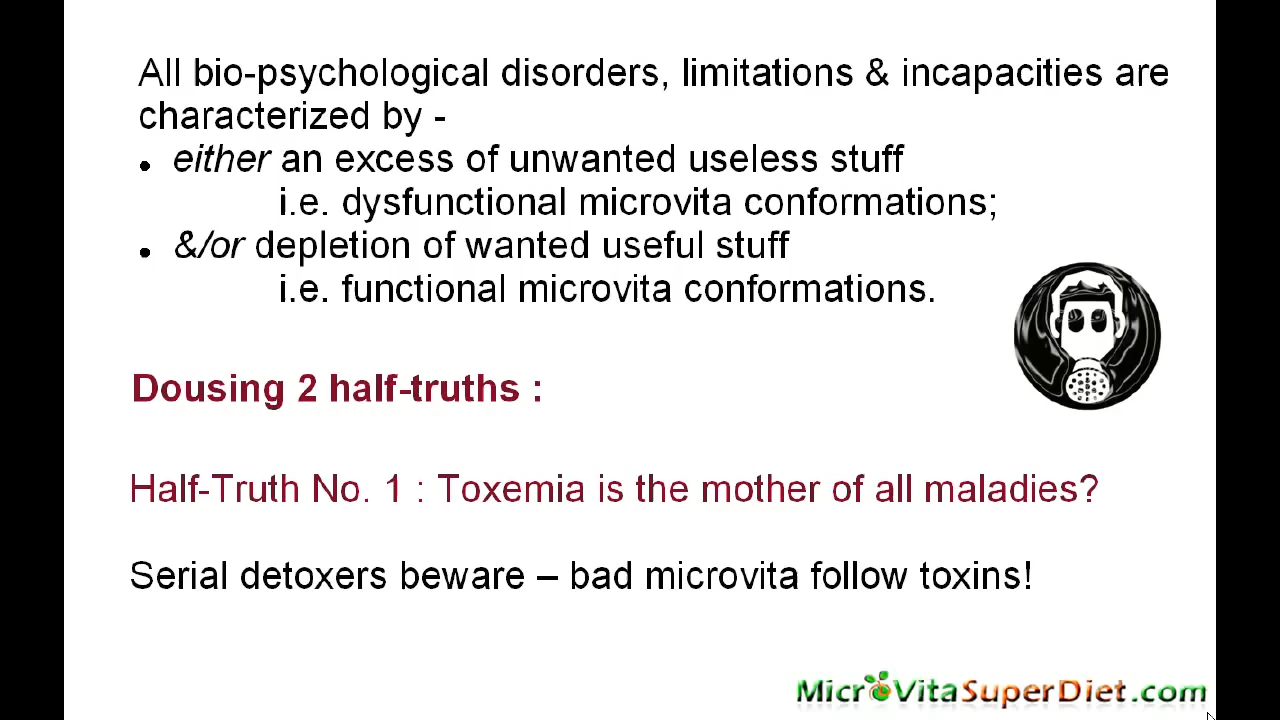 All bio-psychological disorders, limitations & incapacities are
characterized by -
• either an excess of unwanted useless stuff
i.e. dysfunctional microvita conformations;
• &/or depletion of wanted useful stuff
i.e. functional microvita conformations.
Dousing 2 half-truths :
Half-Truth No. 1 : Toxemia is the mother of all maladies?
Serial detoxers beware – bad microvita follow toxins!
MicroVitaSuperDiet.com